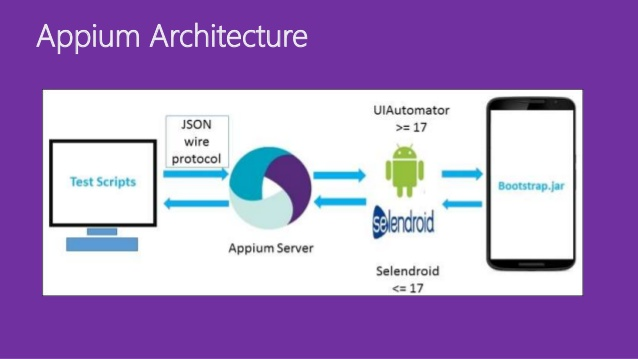 Appium Architecture
JSON
wire
protocol
Test Scripts
Appium Server
UIAutomator
>= 17
selendroid
Selendroid
<= 17
Bootstrap.jar